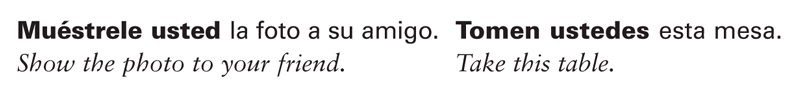 Muéstrele usted la foto a su amigo. Tomen ustedes esta mesa.
Show the photo to your friend. Take this table.